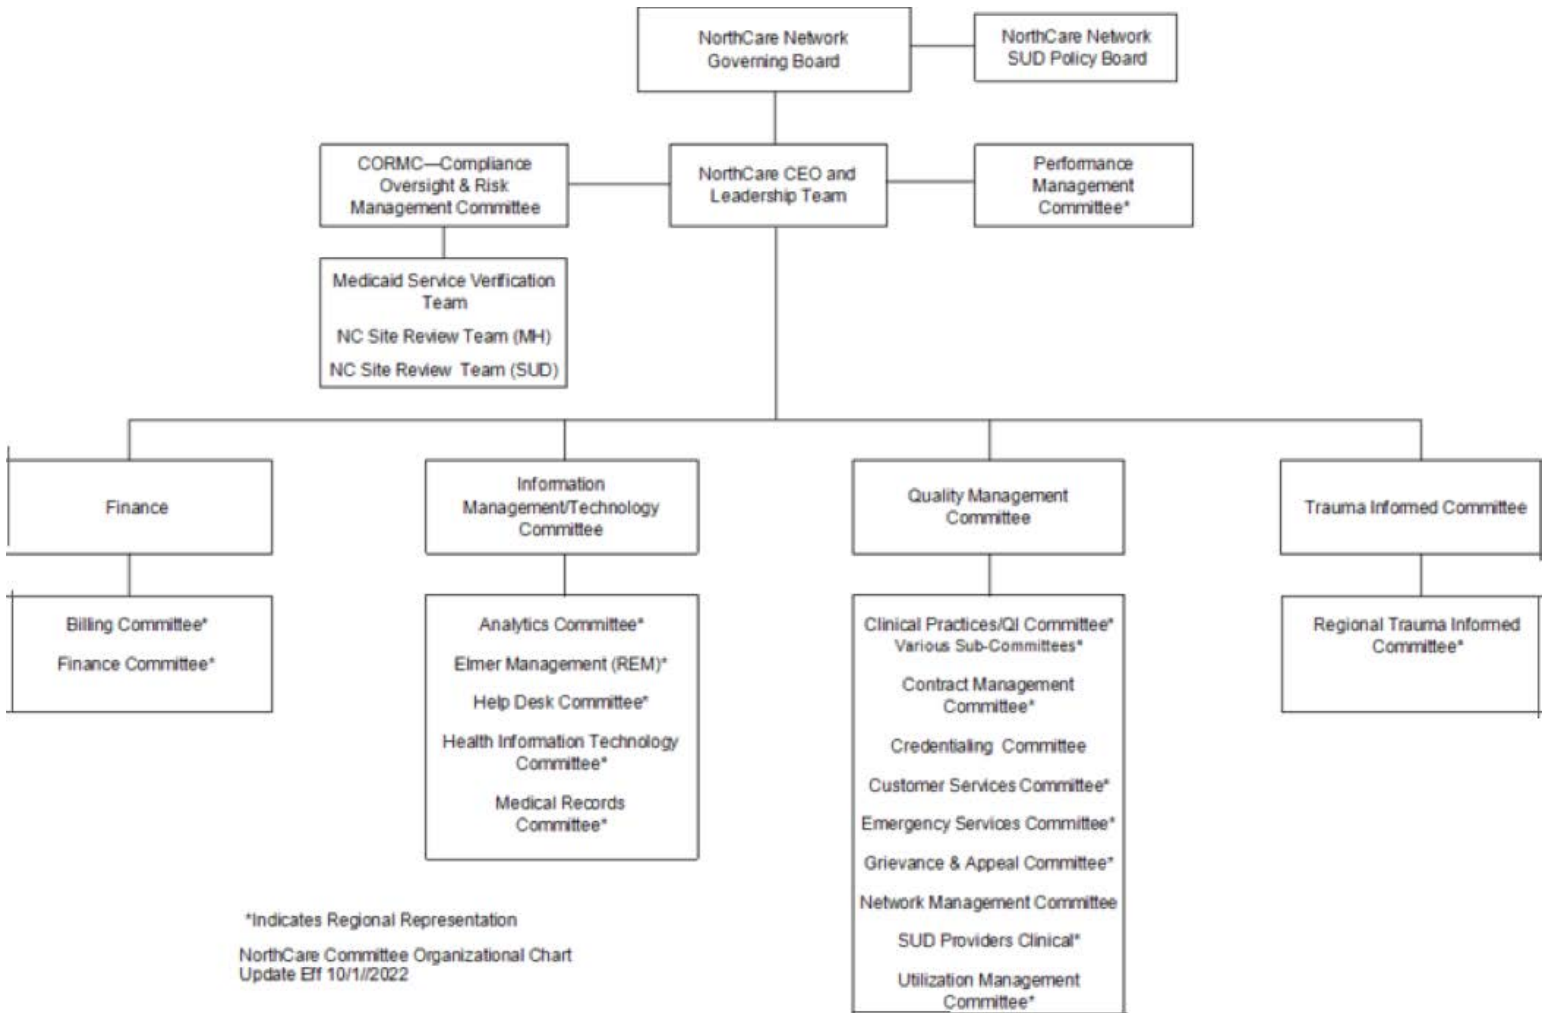 NorthCare Network
Governing Board
NorthCare Network
SUD Policy Board
CORMC—Compliance
Oversight & Risk
Management Committee
NorthCare CEO and
Leadership Team
Performance
Management
Committee*
Medicaid Service Verification
Team
NC Site Review Team (MH)
NC Site Review Team (SUD)
Finance
Information
Management/Technology
Committee
Quality Management
Committee
Trauma Informed Committee
Billing Committee*
Finance Committee*
Analytics Committee*
Elmer Management (REM)*
Help Desk Committee*
Health Information Technology
Committee*
Medical Records
Committee*
Clinical Practices/QI Committee*
Various Sub-Committees*
Contract Management
Committee*
Credentialing Committee
Customer Services Committee*
Emergency Services Committee*
Grievance & Appeal Committee*
Network Management Committee
SUD Providers Clinical*
Utilization Management
Committee*
Regional Trauma Informed
Committee*
*Indicates Regional Representation
NorthCare Committee Organizational Chart
Update Eff 10/1//2022